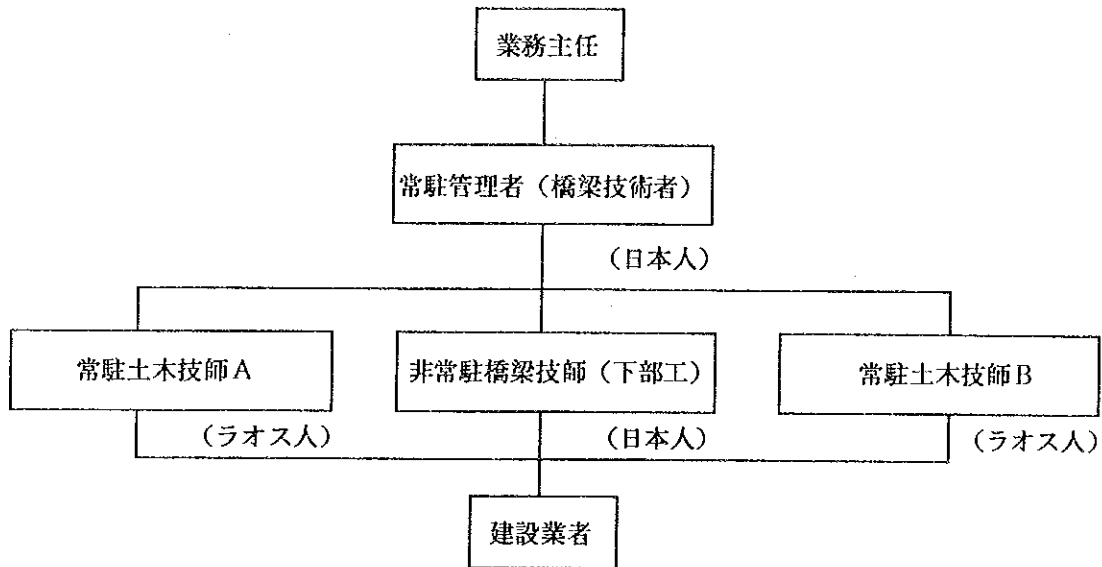 業務主任
常駐管理者（橋梁技術者）
（日本人）
常駐土木技師A
非常駐橋梁技師（下部工）
常駐土木技師B
（ラオス人）
（日本人）
（ラオス人）
建設業者